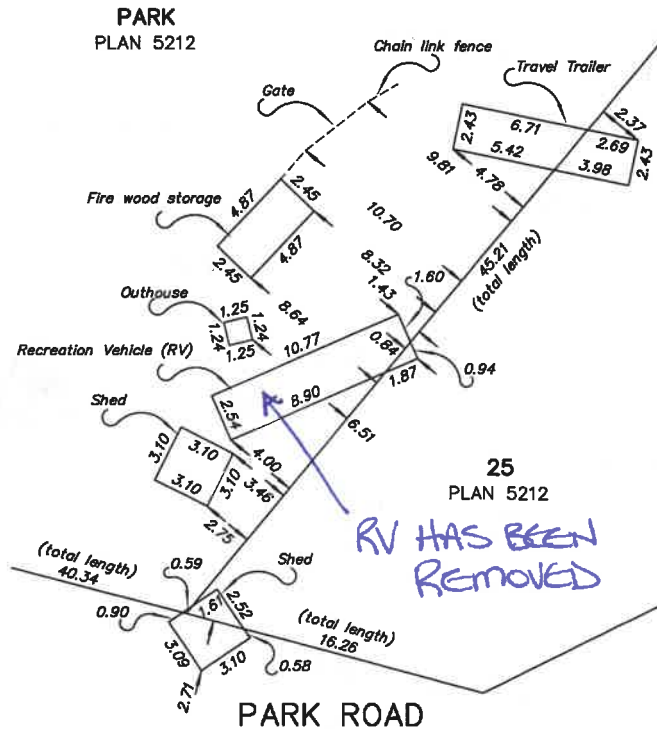 PARK
PLAN 5212
Chain link fence
Travel Trailer
Gate
2.37
6.71
2.43
2.69
2.43
5.42
3.98
9.81
4.78
Fire wood storage
4.87
2.45
10.70
4.87
2.45
8.32
1.60
45.21
(total length)
1.43
Outhouse
1.25
1.24
1.24
1.25
8.64
10.77
0.84
Recreation Vehicle (RV)
1.87
0.94
8.90
2.54
6.51
Shed
3.10
3.10
3.10
3.10
4.00
3.46
2.75
25
PLAN 5212
RV HAS BEEN
REMOVED
(total length)
40.34
0.59
Shed
0.90
1.61
2.52
(total length)
16.26
3.09
3.10
0.58
2.71
PARK ROAD